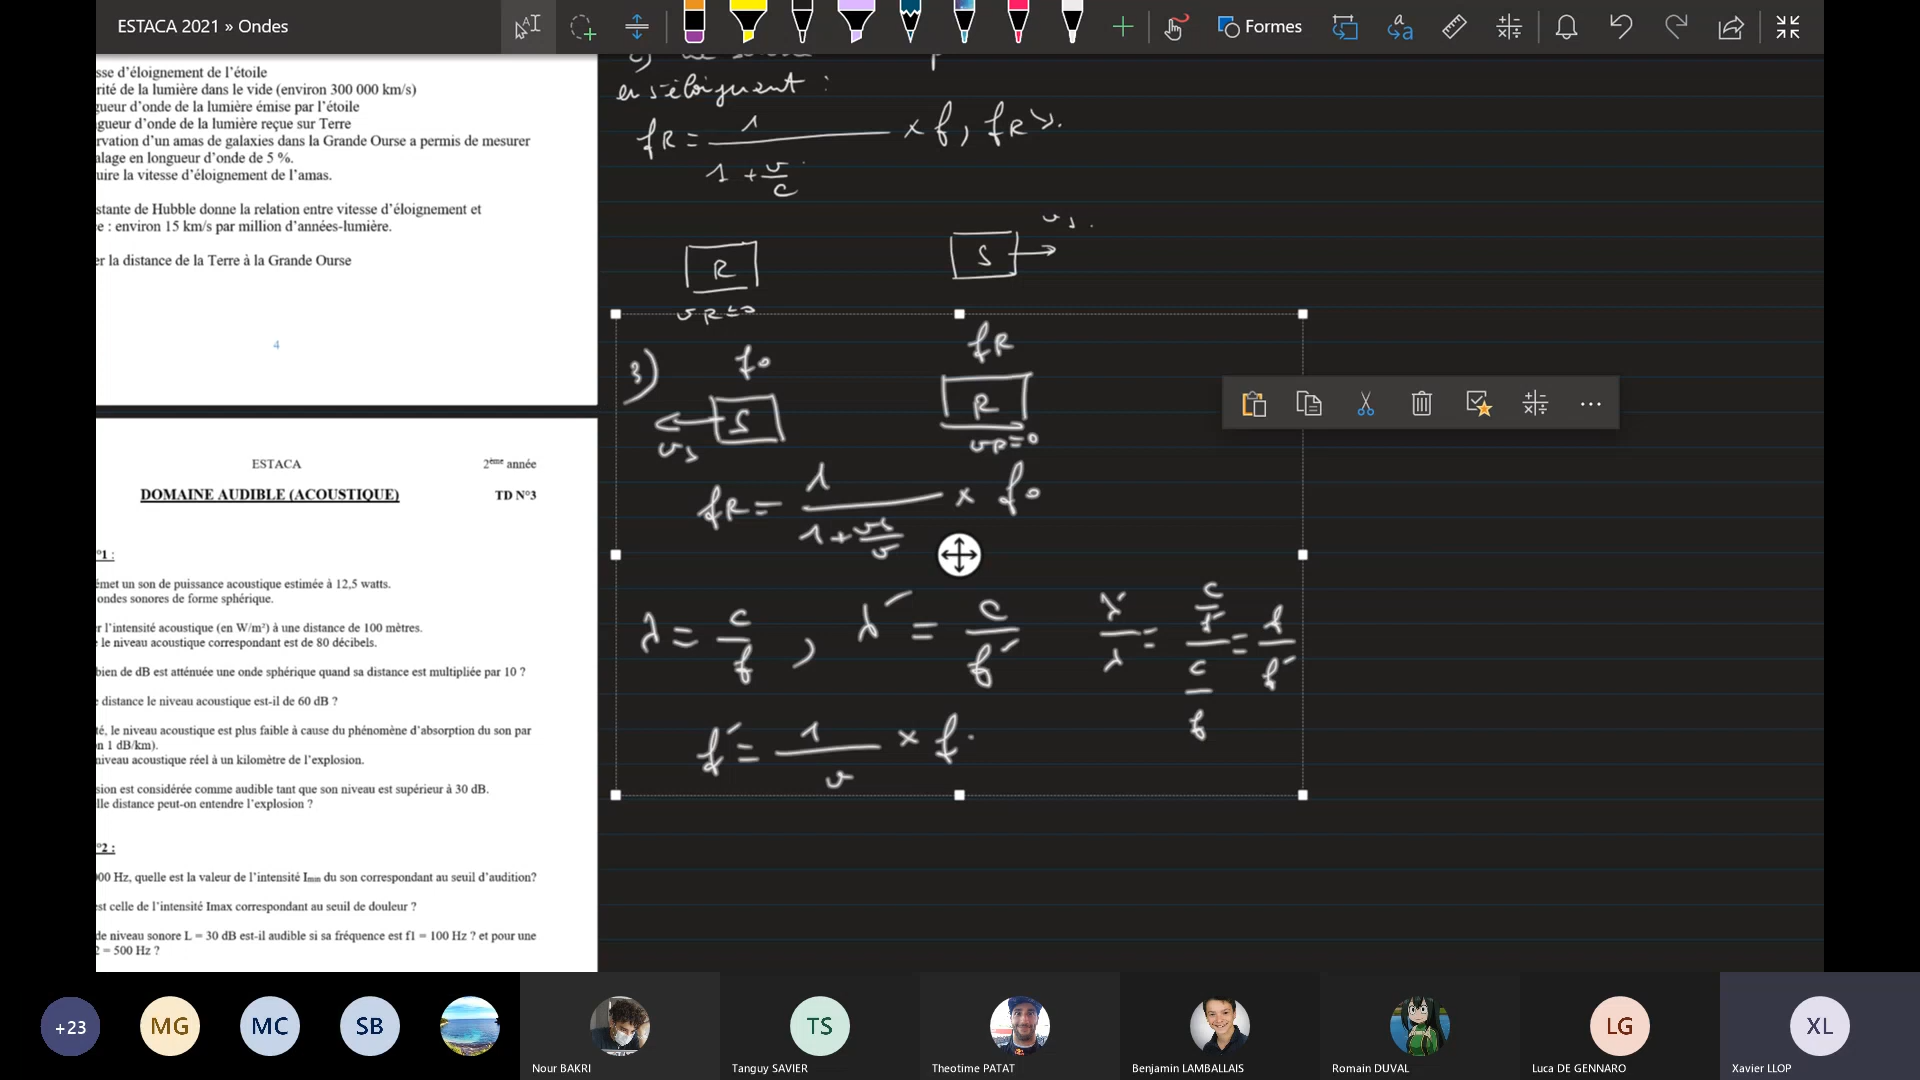 ESTACA 2021 » Ondes
Formes
sse d'éloignement de l'étoile
rité de la lumière dans le vide (environ 300 000 km/s)
gueur d'onde de la lumière émise par l'étoile
gueur d'onde de la lumière reçue sur Terre
rvation d'un amas de galaxies dans la Grande Ourse a permis de mesurer
alage en longueur d'onde de 5 %.
uire la vitesse d'éloignement de l'amas.
stante de Hubble donne la relation entre vitesse d'éloignement et
e : environ 15 km/s par million d'années-lumière.
er la distance de la Terre à la Grande Ourse
4
ESTACA 2ème année
DOMAINE AUDIBLE (ACOUSTIQUE) TD N°3
°1 :
émet un son de puissance acoustique estimée à 12,5 watts.
ondes sonores de forme sphérique.
r l'intensité acoustique (en W/m²) à une distance de 100 mètres.
le niveau acoustique correspondant est de 80 décibels.
bien de dB est atténuée une onde sphérique quand sa distance est multipliée par 10 ?
distance le niveau acoustique est-il de 60 dB ?
té, le niveau acoustique est plus faible à cause du phénomène d'absorption du son par
n 1 dB/km).
niveau acoustique réel à un kilomètre de l'explosion.
sion est considérée comme audible tant que son niveau est supérieur à 30 dB.
lle distance peut-on entendre l'explosion ?
°2 :
00 Hz, quelle est la valeur de l'intensité Imin du son correspondant au seuil d'audition?
st celle de l'intensité Imax correspondant au seuil de douleur ?
de niveau sonore L = 30 dB est-il audible si sa fréquence est f1 = 100 Hz ? et pour une
2 = 500 Hz ?
en s'éloignant :
fR = 1 / (1 + v/c) × f, fR ↘.
R S vs.
vR=0
3) f0 fR
S R
vs vR=0
fR = 1 / (1 + vs/v) × f0
λ = c/f , λ' = c/f' λ'/λ = (c/f')/(c/f) = f/f'
f' = 1/v × f.
+23 MG MC SB TS LG XL
Nour BAKRI Tanguy SAVIER Theotime PATAT Benjamin LAMBALLAIS Romain DUVAL Luca DE GENNARO Xavier LLOP